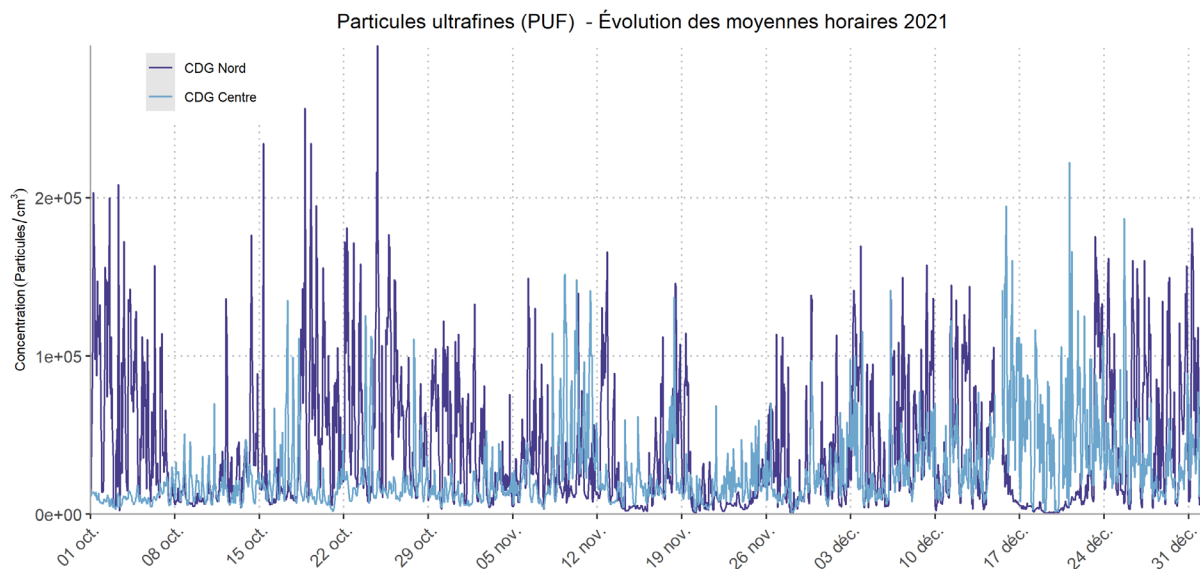 Particules ultrafines (PUF) - Évolution des moyennes horaires 2021
CDG Nord
CDG Centre
Concentration (Particules/cm³)
2e+05
1e+05
0e+00
01 oct.
08 oct.
15 oct.
22 oct.
29 oct.
05 nov.
12 nov.
19 nov.
26 nov.
03 déc.
10 déc.
17 déc.
24 déc.
31 déc.